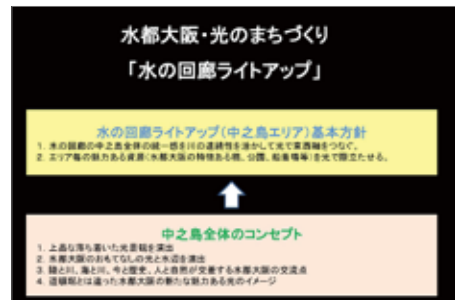 水都大阪・光のまちづくり
「水の回廊ライトアップ」
水の回廊ライトアップ（中之島エリア）基本方針
1. 水の回廊の中之島全体の統一感を川の連続性を活かして光で東西軸をつなぐ。
2. エリア毎の魅力ある資源（水都大阪の特徴ある橋、公園、船着場等）を光で際立たせる。
中之島全体のコンセプト
1. 上品な落ち着いた光景観を演出
2. 水都大阪のおもてなしの光と水辺を演出
3. 陸と川、海と川、今と歴史、人と自然が交差する水都大阪の交流点
4. 道頓堀とは違った水都大阪の新たな魅力ある光のイメージ